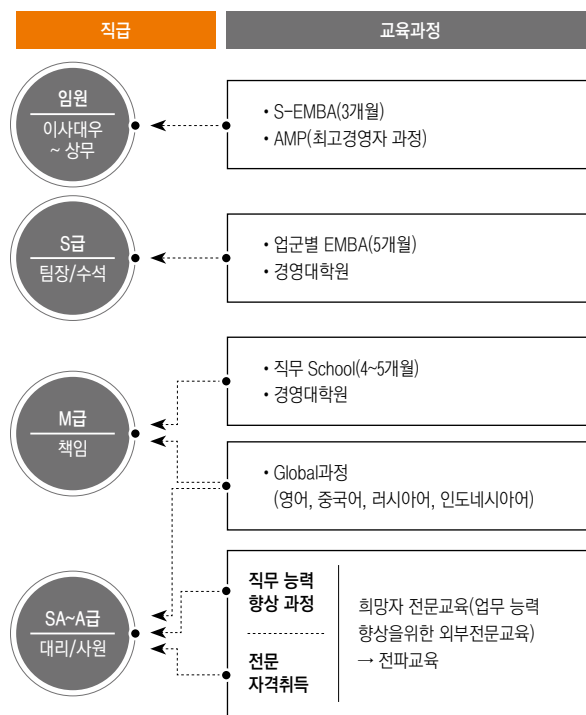 직급
교육과정
임원
이사대우
~ 상무
• S-EMBA(3개월)
• AMP(최고경영자 과정)
S급
팀장/수석
• 업군별 EMBA(5개월)
• 경영대학원
M급
책임
• 직무 School(4~5개월)
• 경영대학원
• Global과정
(영어, 중국어, 러시아어, 인도네시아어)
SA~A급
대리/사원
직무 능력
향상 과정
전문
자격취득
희망자 전문교육(업무 능력
향상을위한 외부전문교육)
→ 전파교육